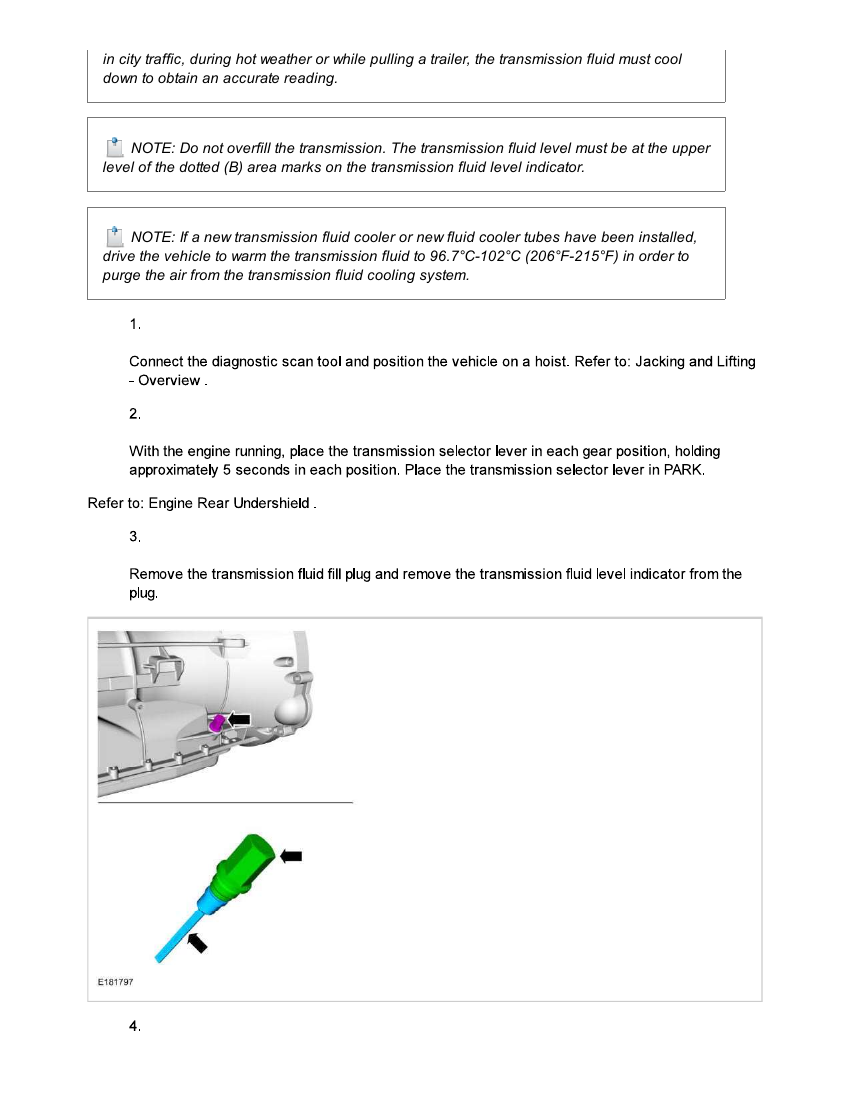 in city traffic, during hot weather or while pulling a trailer, the transmission fluid must cool
down to obtain an accurate reading.
NOTE: Do not overfill the transmission. The transmission fluid level must be at the upper
level of the dotted (B) area marks on the transmission fluid level indicator.
NOTE: If a new transmission fluid cooler or new fluid cooler tubes have been installed,
drive the vehicle to warm the transmission fluid to 96.7°C-102°C (206°F-215°F) in order to
purge the air from the transmission fluid cooling system.
1.
Connect the diagnostic scan tool and position the vehicle on a hoist. Refer to: Jacking and Lifting
- Overview .
2.
With the engine running, place the transmission selector lever in each gear position, holding
approximately 5 seconds in each position. Place the transmission selector lever in PARK.
Refer to: Engine Rear Undershield .
3.
Remove the transmission fluid fill plug and remove the transmission fluid level indicator from the
plug.
E181797
4.